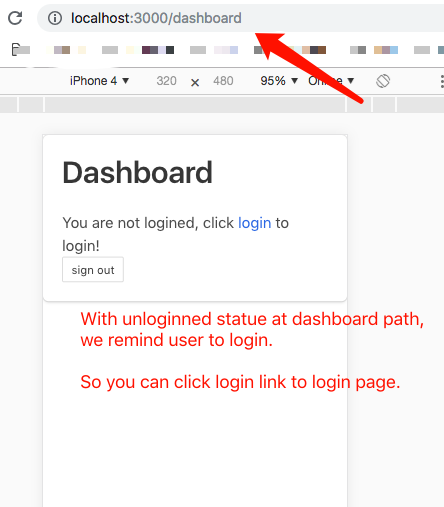 localhost:3000/dashboard
iPhone 4 ▼ 320 × 480 95% ▼ Online ▼
Dashboard
You are not logined, click login to
login!
sign out
With unloginned statue at dashboard path,
we remind user to login.
So you can click login link to login page.